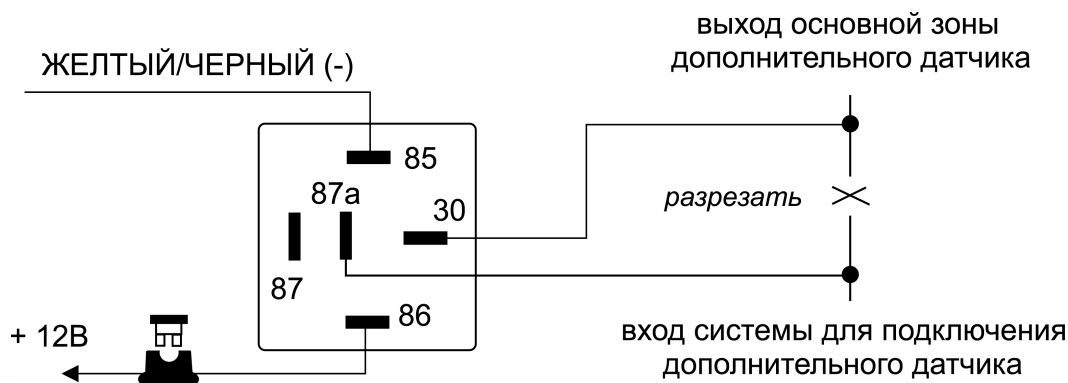 выход основной зоны
дополнительного датчика
ЖЕЛТЫЙ/ЧЕРНЫЙ (-)
85
87а
30
разрезать
87
86
+ 12В
вход системы для подключения
дополнительного датчика